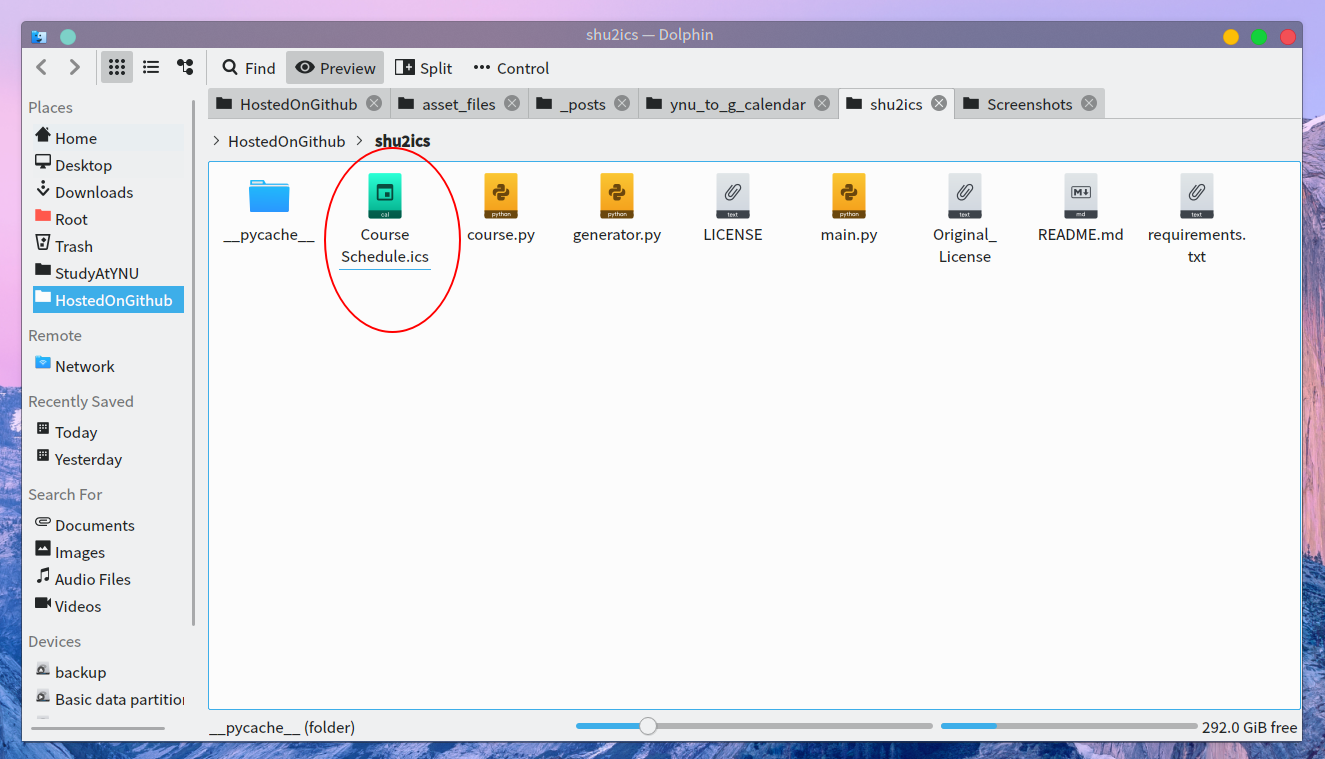 shu2ics — Dolphin
Find
Preview
Split
Control
Places
Home
Desktop
Downloads
Root
Trash
StudyAtYNU
HostedOnGithub
Remote
Network
Recently Saved
Today
Yesterday
Search For
Documents
Images
Audio Files
Videos
Devices
backup
Basic data partition
HostedOnGithub
asset_files
_posts
ynu_to_g_calendar
shu2ics
Screenshots
HostedOnGithub
shu2ics
__pycache__
cal
Course
Schedule.ics
python
course.py
python
generator.py
text
LICENSE
python
main.py
text
Original_
License
md
README.md
text
requirements.
txt
__pycache__ (folder)
292.0 GiB free